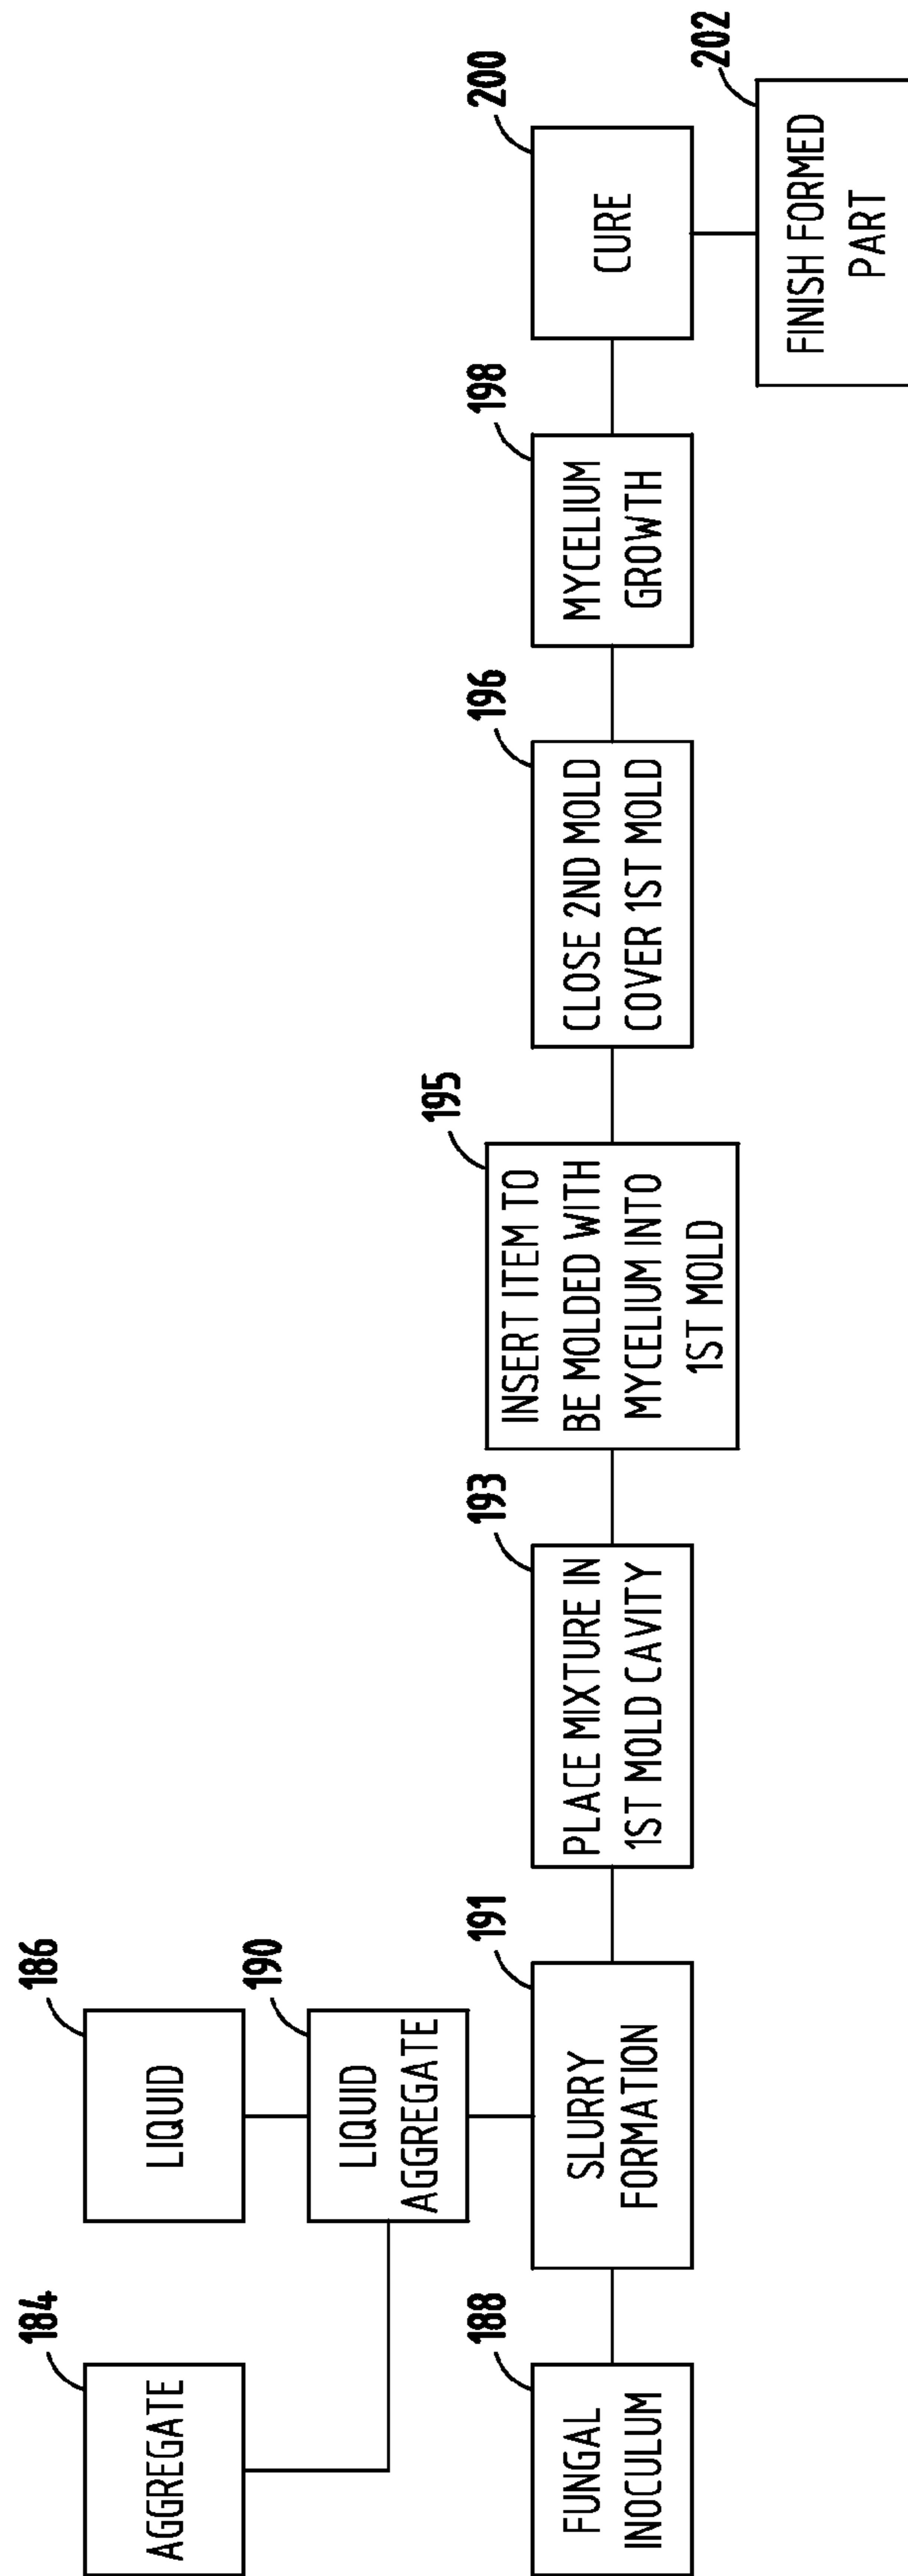 184
AGGREGATE
186
LIQUID
190
LIQUID
AGGREGATE
188
FUNGAL
INOCULUM
191
SLURRY
FORMATION
193
PLACE MIXTURE IN
1ST MOLD CAVITY
195
INSERT ITEM TO
BE MOLDED WITH
MYCELIUM INTO
1ST MOLD
196
CLOSE 2ND MOLD
COVER 1ST MOLD
198
MYCELIUM
GROWTH
200
CURE
202
FINISH FORMED
PART